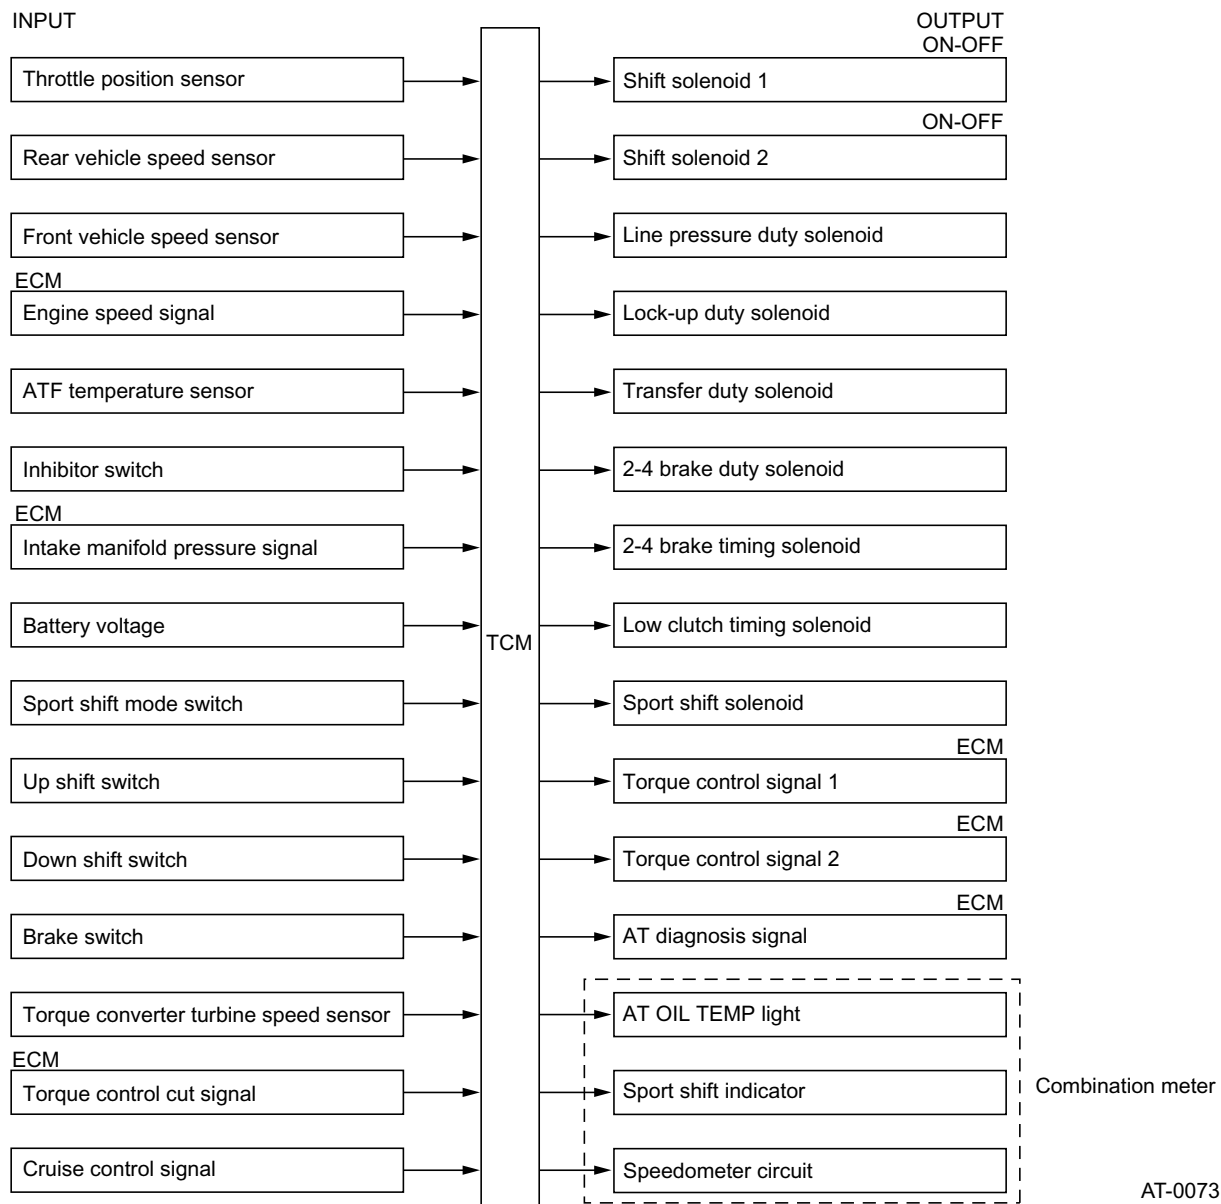 INPUT
OUTPUT
ON-OFF
Throttle position sensor
Shift solenoid 1
ON-OFF
Rear vehicle speed sensor
Shift solenoid 2
Front vehicle speed sensor
Line pressure duty solenoid
ECM
Engine speed signal
Lock-up duty solenoid
ATF temperature sensor
Transfer duty solenoid
Inhibitor switch
2-4 brake duty solenoid
ECM
Intake manifold pressure signal
2-4 brake timing solenoid
Battery voltage
Low clutch timing solenoid
TCM
Sport shift mode switch
Sport shift solenoid
ECM
Up shift switch
Torque control signal 1
ECM
Down shift switch
Torque control signal 2
ECM
Brake switch
AT diagnosis signal
Torque converter turbine speed sensor
AT OIL TEMP light
ECM
Torque control cut signal
Sport shift indicator
Combination meter
Cruise control signal
Speedometer circuit
AT-0073